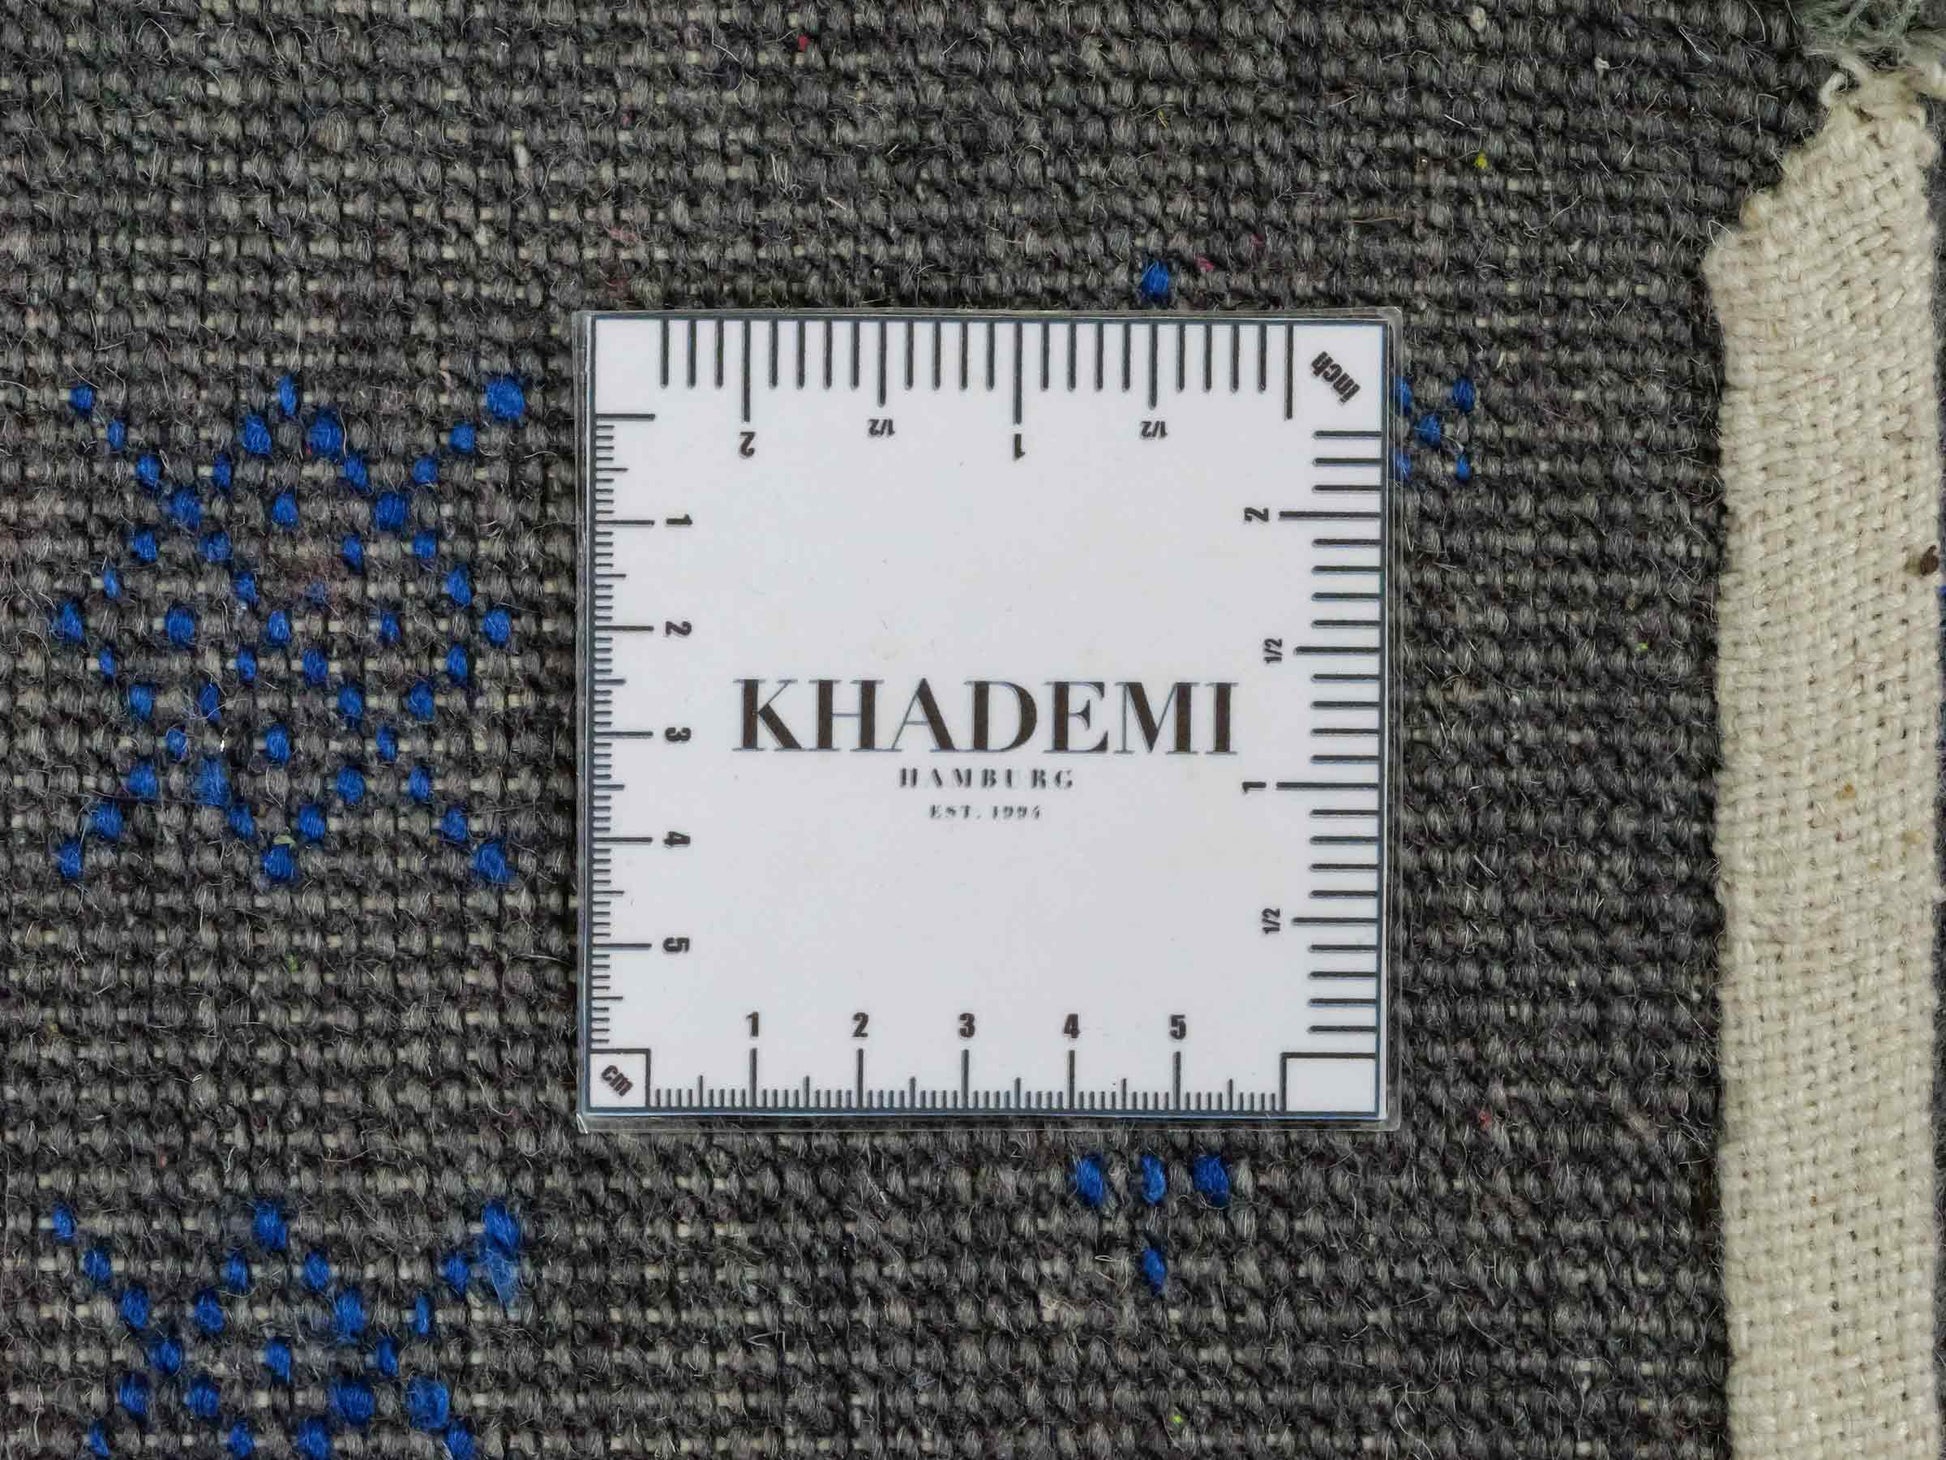 inch
2 1/2 1 1/2
1
2
3
4
5
2
1/2
1
1/2
KHADEMI
HAMBURG
EST. 1994
1 2 3 4 5
cm